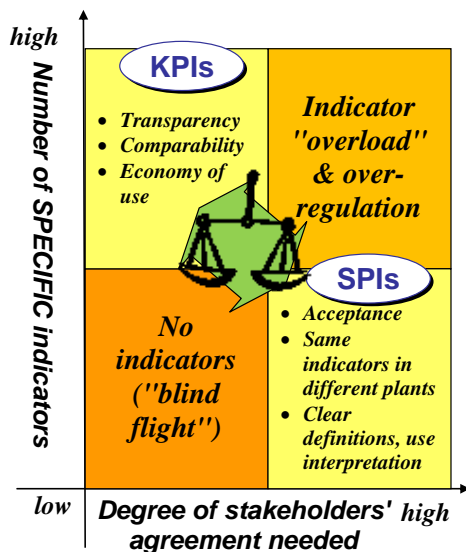 high
Number of SPECIFIC indicators
KPIs
• Transparency
• Comparability
• Economy of
use
Indicator
"overload"
& over-
regulation
No
indicators
("blind
flight")
SPIs
• Acceptance
• Same
indicators in
different plants
• Clear
definitions, use
interpretation
low
Degree of stakeholders'
agreement needed
high